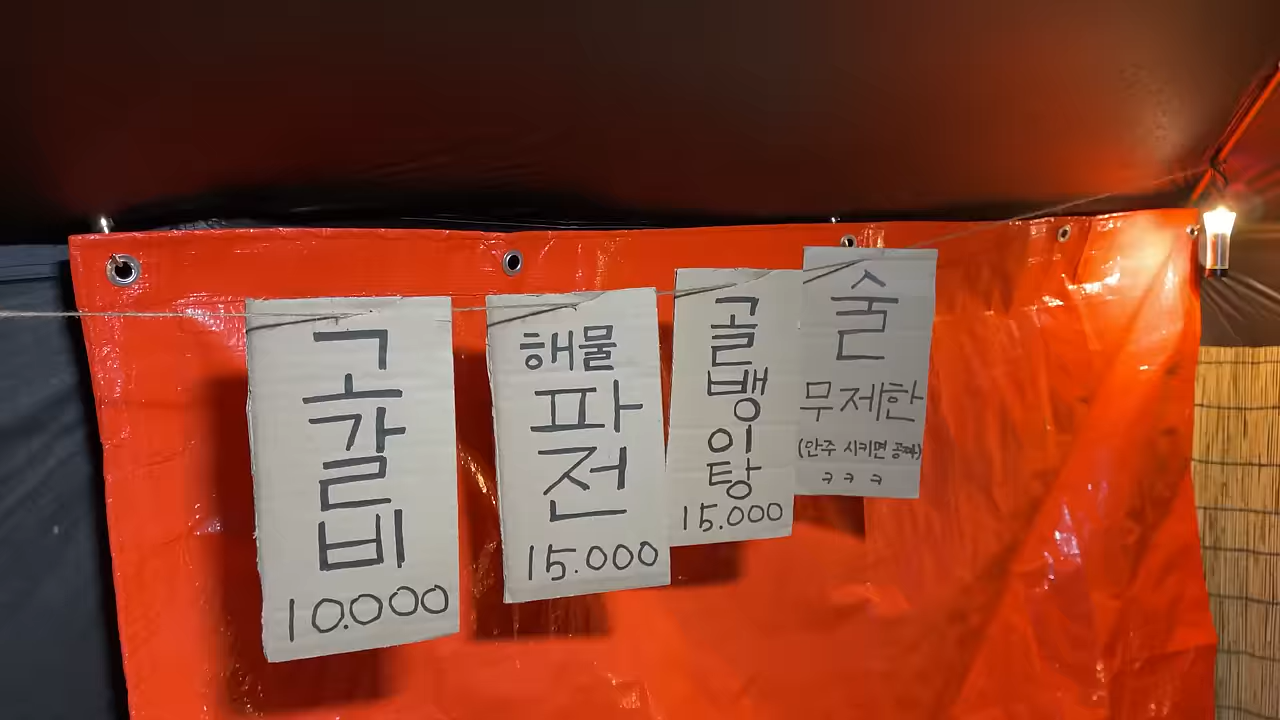 고
갈
비
10.000
해물
파
전
15.000
골
뱅
이
탕
15.000
술
무제한
(안주 시키면 공짜)
ㅋㅋㅋ